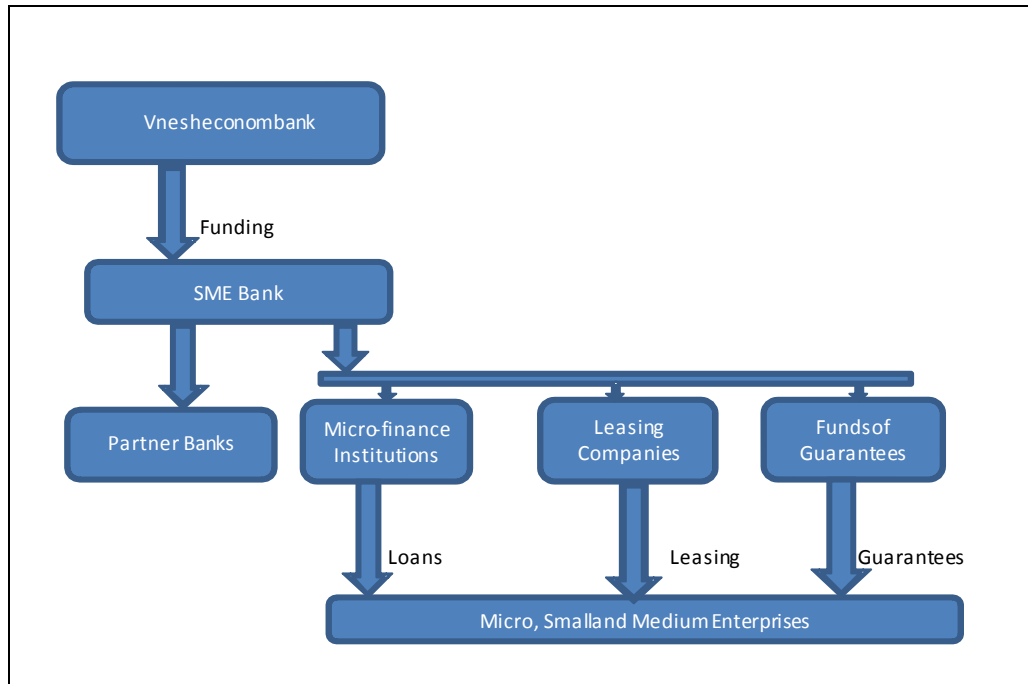 Vnesheconombank
Funding
SME Bank
Partner Banks
Micro-finance
Institutions
Leasing
Companies
Fundsof
Guarantees
Loans
Leasing
Guarantees
Micro, Smalland Medium Enterprises